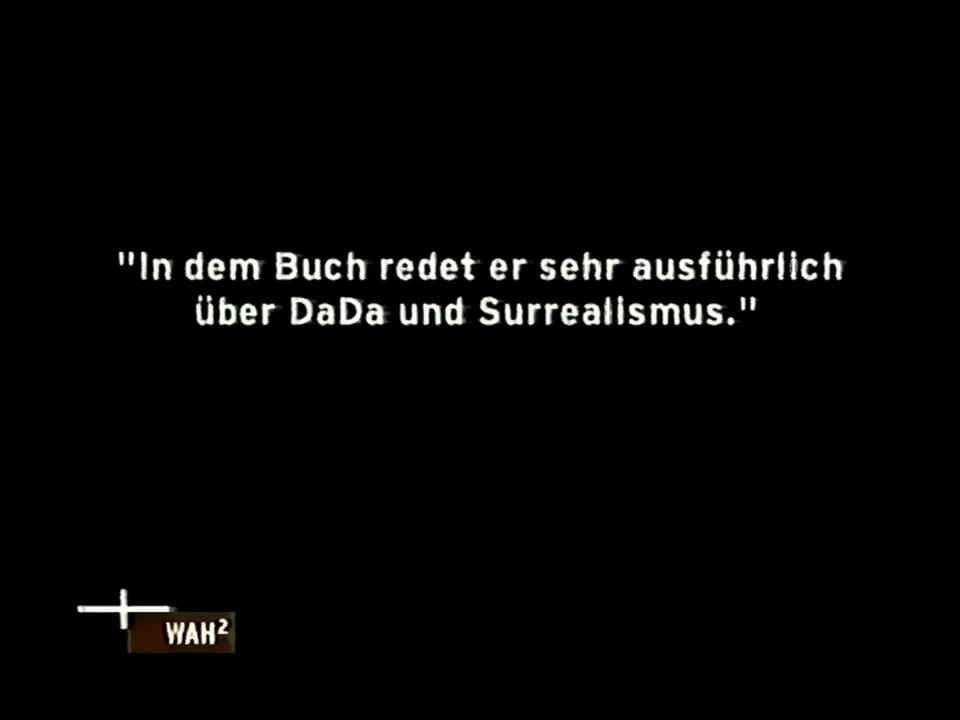 "In dem Buch redet er sehr ausführlich
über DaDa und Surrealismus."
WAH²